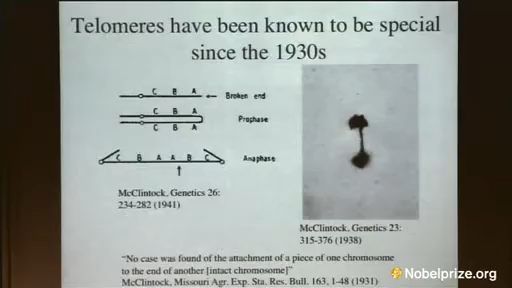 Telomeres have been known to be special
since the 1930s
C B A
Broken end
C B A
Prophase
C B A
C B A A B C
Anaphase
McClintock, Genetics 26:
234-282 (1941)
McClintock, Genetics 23:
315-376 (1938)
"No case was found of the attachment of a piece of one chromosome
to the end of another [intact chromosome]"
McClintock, Missouri Agr. Exp. Sta. Res. Bull. 163, 1-48 (1931)
Nobelprize.org